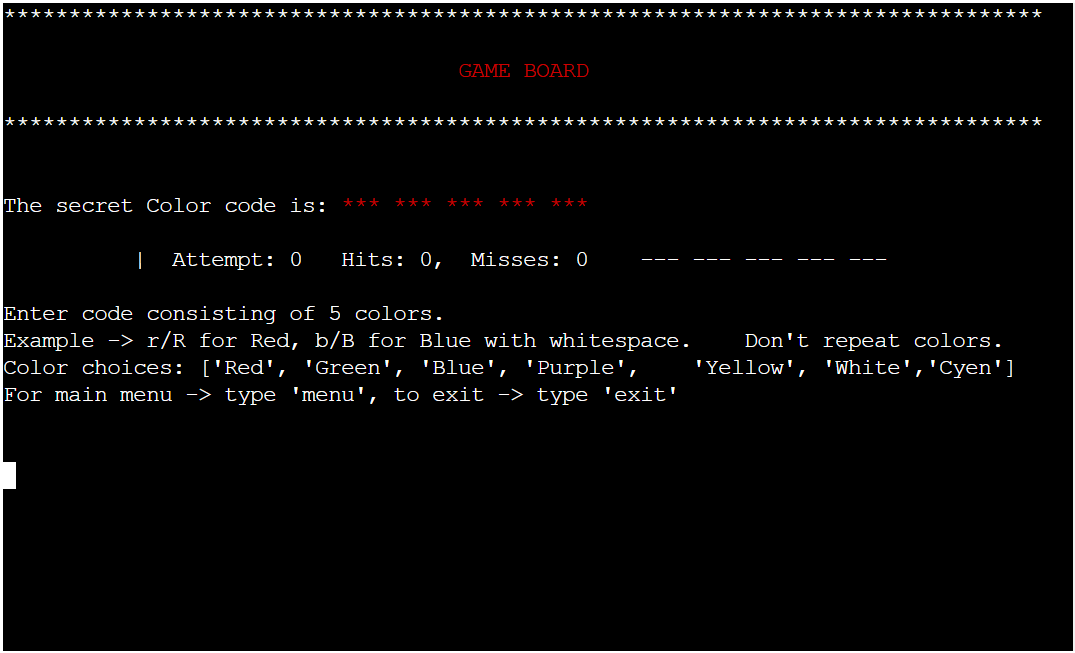 ********************************************************************************
GAME BOARD
********************************************************************************
The secret Color code is: *** *** *** *** ***
| Attempt: 0 Hits: 0, Misses: 0 --- --- --- --- ---
Enter code consisting of 5 colors.
Example -> r/R for Red, b/B for Blue with whitespace. Don't repeat colors.
Color choices: ['Red', 'Green', 'Blue', 'Purple', 'Yellow', 'White','Cyen']
For main menu -> type 'menu', to exit -> type 'exit'